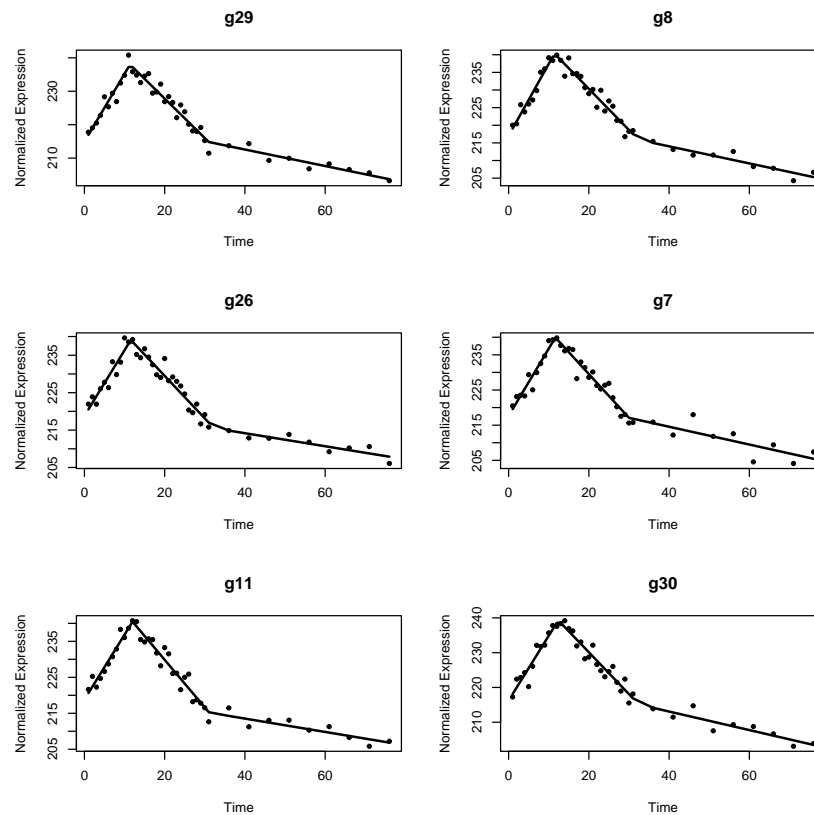 g29
Normalized Expression
210
230
0 20 40 60
Time
g8
Normalized Expression
205 215 225 235
0 20 40 60
Time
g26
Normalized Expression
205 215 225 235
0 20 40 60
Time
g7
Normalized Expression
205 215 225 235
0 20 40 60
Time
g11
Normalized Expression
205 215 225 235
0 20 40 60
Time
g30
Normalized Expression
210 220 230 240
0 20 40 60
Time